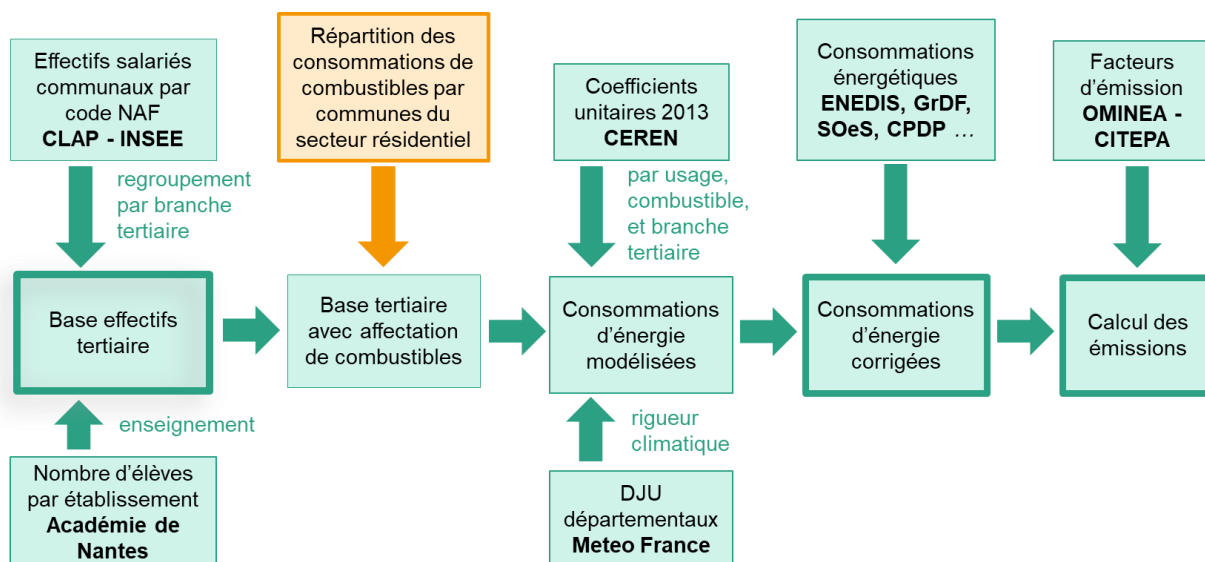 Effectifs salariés
communaux par
code NAF
CLAP - INSEE
Répartition des
consommations de
combustibles par
communes du
secteur résidentiel
Coefficients
unitaires 2013
CEREN
Consommations
énergétiques
ENEDIS, GrDF,
SOeS, CPDP ...
Facteurs
d'émission
OMINEA -
CITEPA
regroupement
par branche
tertiaire
par usage,
combustible,
et branche
tertiaire
Base effectifs
tertiaire
Base tertiaire
avec affectation
de combustibles
Consommations
d'énergie
modélisées
Consommations
d'énergie
corrigées
Calcul des
émissions
enseignement
rigueur
climatique
Nombre d'élèves
par établissement
Académie de
Nantes
DJU
départementaux
Meteo France